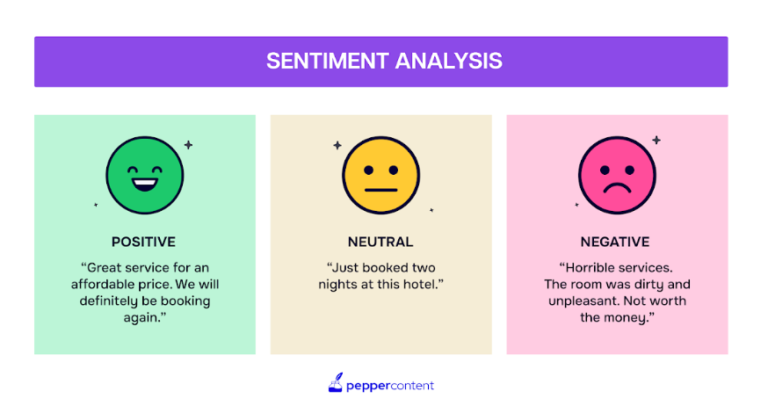 SENTIMENT ANALYSIS
POSITIVE
“Great service for an
affordable price. We will
definitely be booking
again.”
NEUTRAL
“Just booked two
nights at this hotel.”
NEGATIVE
“Horrible services.
The room was dirty and
unpleasant. Not worth
the money.”
peppercontent